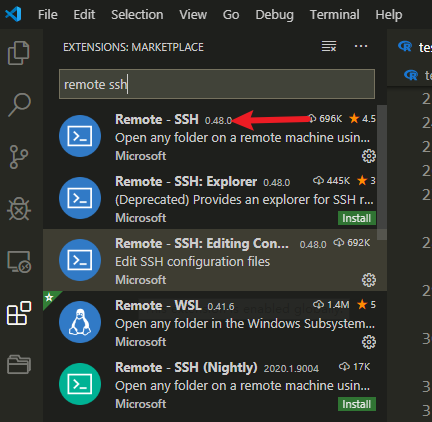 File Edit Selection View Go Debug Terminal Help
EXTENSIONS: MARKETPLACE
remote ssh
Remote - SSH 0.48.0 696K 4.5
Open any folder on a remote machine usin...
Microsoft
Remote - SSH: Explorer 0.48.0 445K 3
(Deprecated) Provides an explorer for SSH r...
Microsoft Install
Remote - SSH: Editing Con... 0.48.0 692K
Edit SSH configuration files
Microsoft
Remote - WSL 0.41.6 1.4M 5
Open any folder in the Windows Subsystem...
Microsoft
Remote - SSH (Nightly) 2020.1.9004 17K
Open any folder on a remote machine usin...
Microsoft Install
R tes
R te
2
2
2
2
2
2
3
3
3